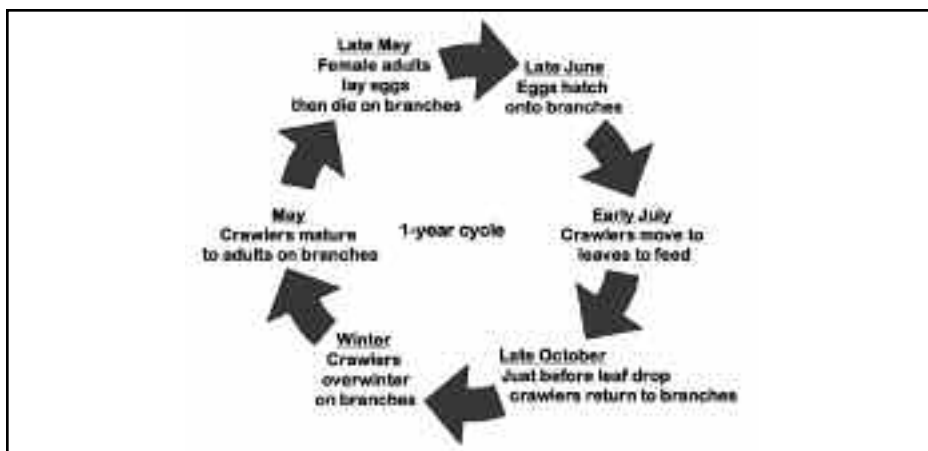 Late May
Female adults
lay eggs
then die on branches
Late June
Eggs hatch
onto branches
Early July
Crawlers move to
leaves to feed
Late October
Just before leaf drop
crawlers return to branches
Winter
Crawlers
overwinter
on branches
May
Crawlers mature
to adults on branches
1-year cycle